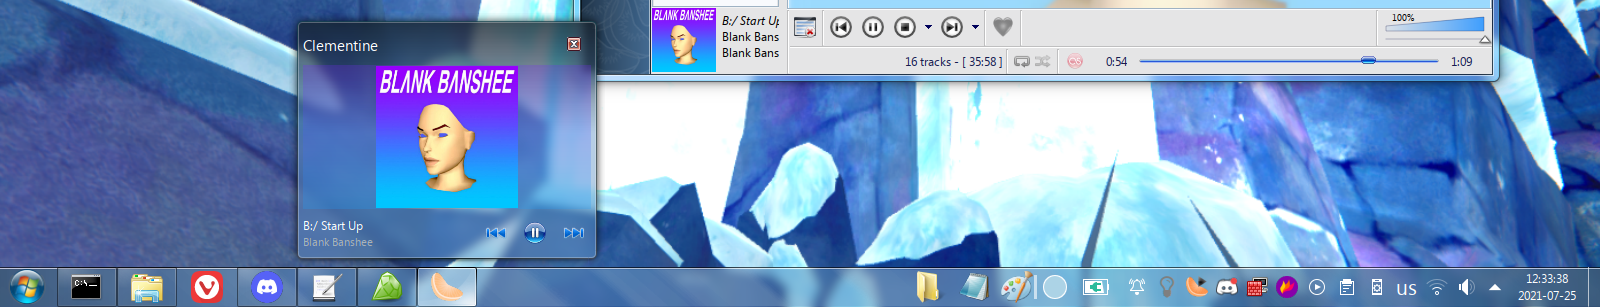 Clementine
BLANK BANSHEE
B:/ Start Up
Blank Banshee
BLANK BANSHEE
B:/ Start Up
Blank Bans
Blank Bans
100%
16 tracks - [ 35:58 ]
0:54
1:09
C:\
us
12:33:38
2021-07-25